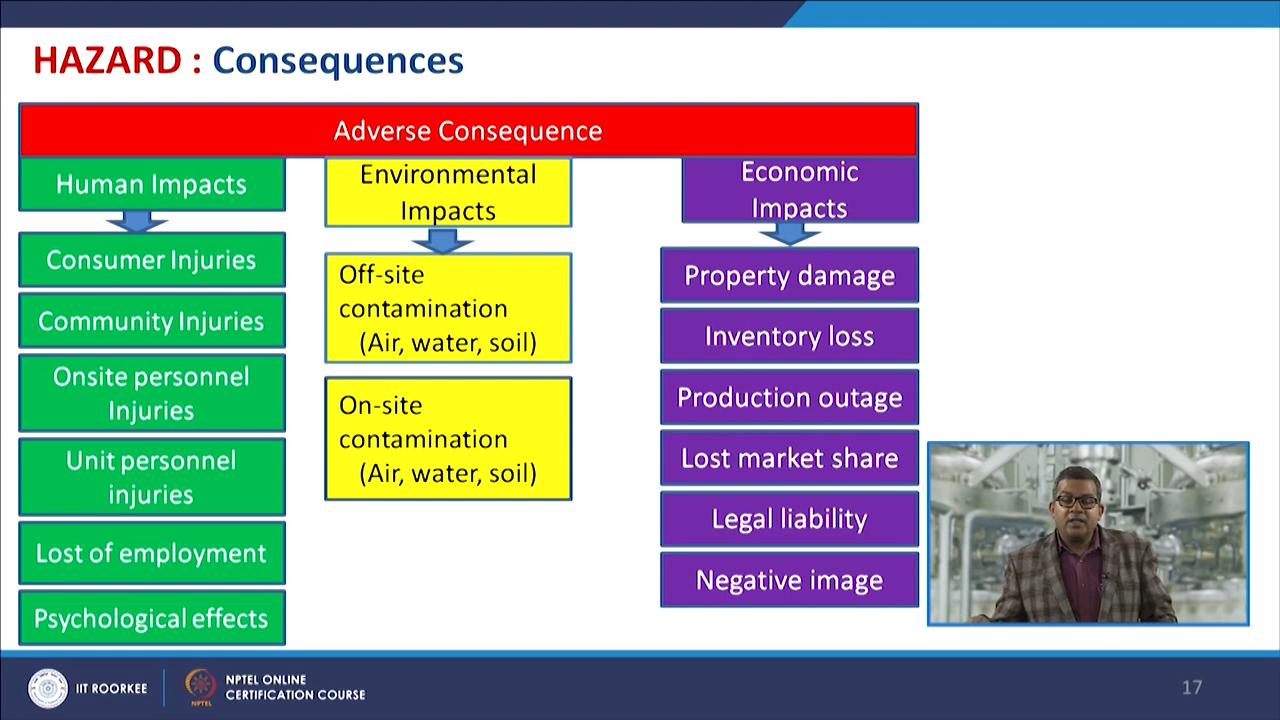 HAZARD : Consequences
Adverse Consequence
Human Impacts
Consumer Injuries
Community Injuries
Onsite personnel
Injuries
Unit personnel
injuries
Lost of employment
Psychological effects
Environmental
Impacts
Off-site
contamination
(Air, water, soil)
On-site
contamination
(Air, water, soil)
Economic
Impacts
Property damage
Inventory loss
Production outage
Lost market share
Legal liability
Negative image
IIT ROORKEE
NPTEL
NPTEL ONLINE
CERTIFICATION COURSE
17